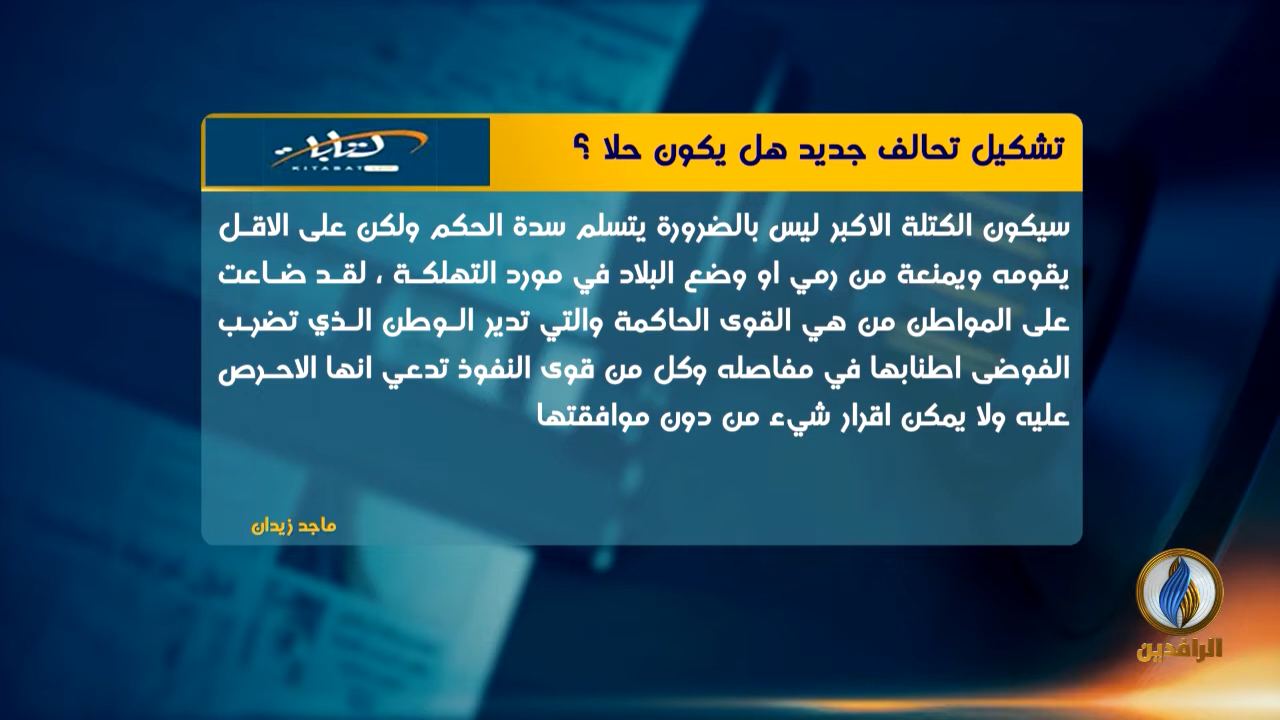 تشكيل تحالف جديد هل يكون حلا ؟
كتابات
KITABAT
سيكون الكتلة الاكبر ليس بالضرورة يتسلم سدة الحكم ولكن على الاقل
يقومه ويمنعة من رمي او وضع البلاد في مورد التهلكة ، لقد ضاعت
على المواطن من هي القوى الحاكمة والتي تدير الوطن الذي تضرب
الفوضى اطنابها في مفاصله وكل من قوى النفوذ تدعي انها الاحرص
عليه ولا يمكن اقرار شيء من دون موافقتها
ماجد زيدان
الرافدين